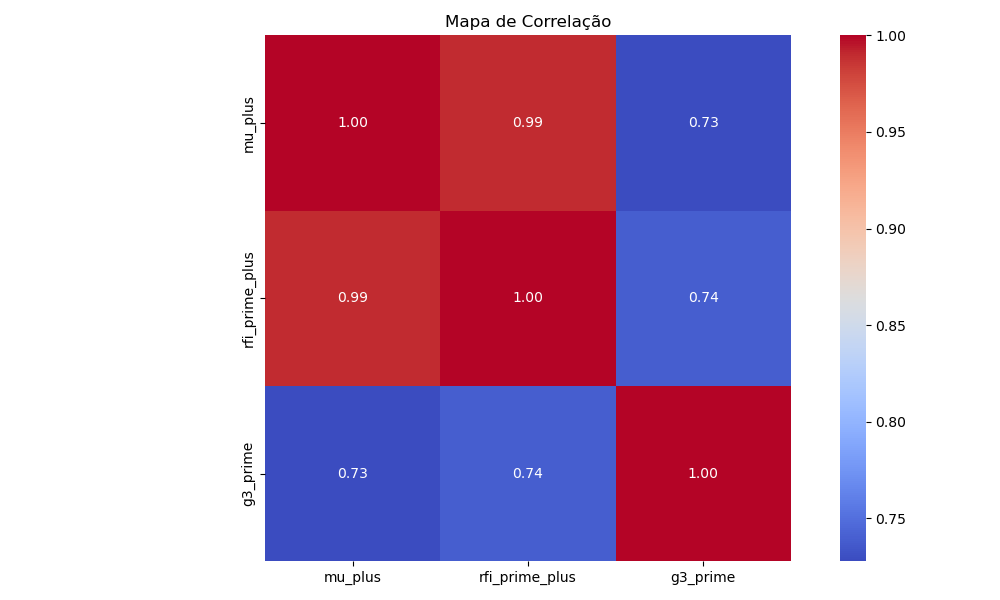 Mapa de Correlação
mu_plus
1.00
0.99
0.73
rfi_prime_plus
0.99
1.00
0.74
g3_prime
0.73
0.74
1.00
mu_plus
rfi_prime_plus
g3_prime
1.00
0.95
0.90
0.85
0.80
0.75